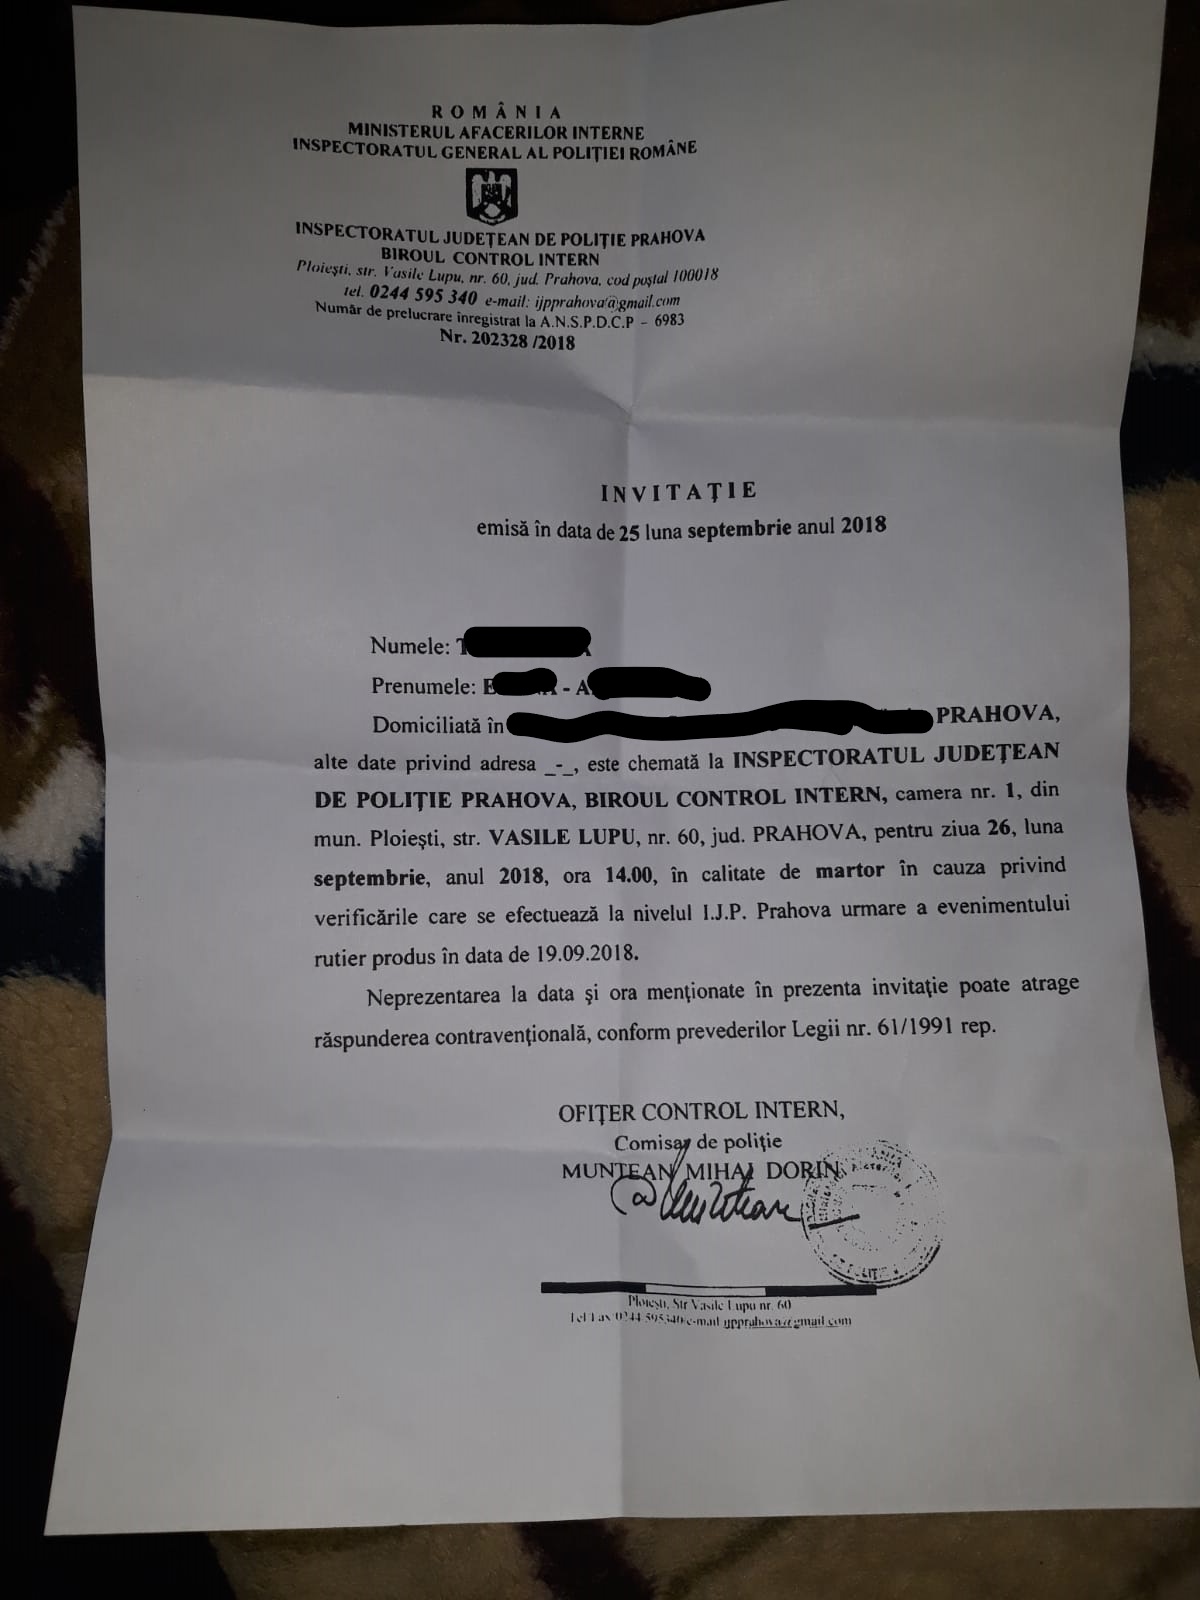 ROMÂNIA
MINISTERUL AFACERILOR INTERNE
INSPECTORATUL GENERAL AL POLIŢIEI ROMÂNE
INSPECTORATUL JUDEŢEAN DE POLIŢIE PRAHOVA
BIROUL CONTROL INTERN
Ploieşti, str. Vasile Lupu, nr. 60, jud. Prahova, cod poştal 100018
tel. 0244 595 340 e-mail: ijpprahova@gmail.com
Număr de prelucrare înregistrat la A.N.S.P.D.C.P - 6983
Nr. 202328 /2018
INVITAŢIE
emisă în data de 25 luna septembrie anul 2018
Numele:
Prenumele:
Domiciliată în PRAHOVA,
alte date privind adresa _-_, este chemată la INSPECTORATUL JUDEŢEAN
DE POLIŢIE PRAHOVA, BIROUL CONTROL INTERN, camera nr. 1, din
mun. Ploieşti, str. VASILE LUPU, nr. 60, jud. PRAHOVA, pentru ziua 26, luna
septembrie, anul 2018, ora 14.00, în calitate de martor în cauza privind
verificările care se efectuează la nivelul I.J.P. Prahova urmare a evenimentului
rutier produs în data de 19.09.2018.
Neprezentarea la data şi ora menţionate în prezenta invitaţie poate atrage
răspunderea contravenţională, conform prevederilor Legii nr. 61/1991 rep.
OFIŢER CONTROL INTERN,
Comisar de poliţie
MUNTEAN MIHAI DORIN
Ploieşti, Str Vasile Lupu nr. 60
Tel Fax 0244 595340 e-mail ijpprahova@gmail.com